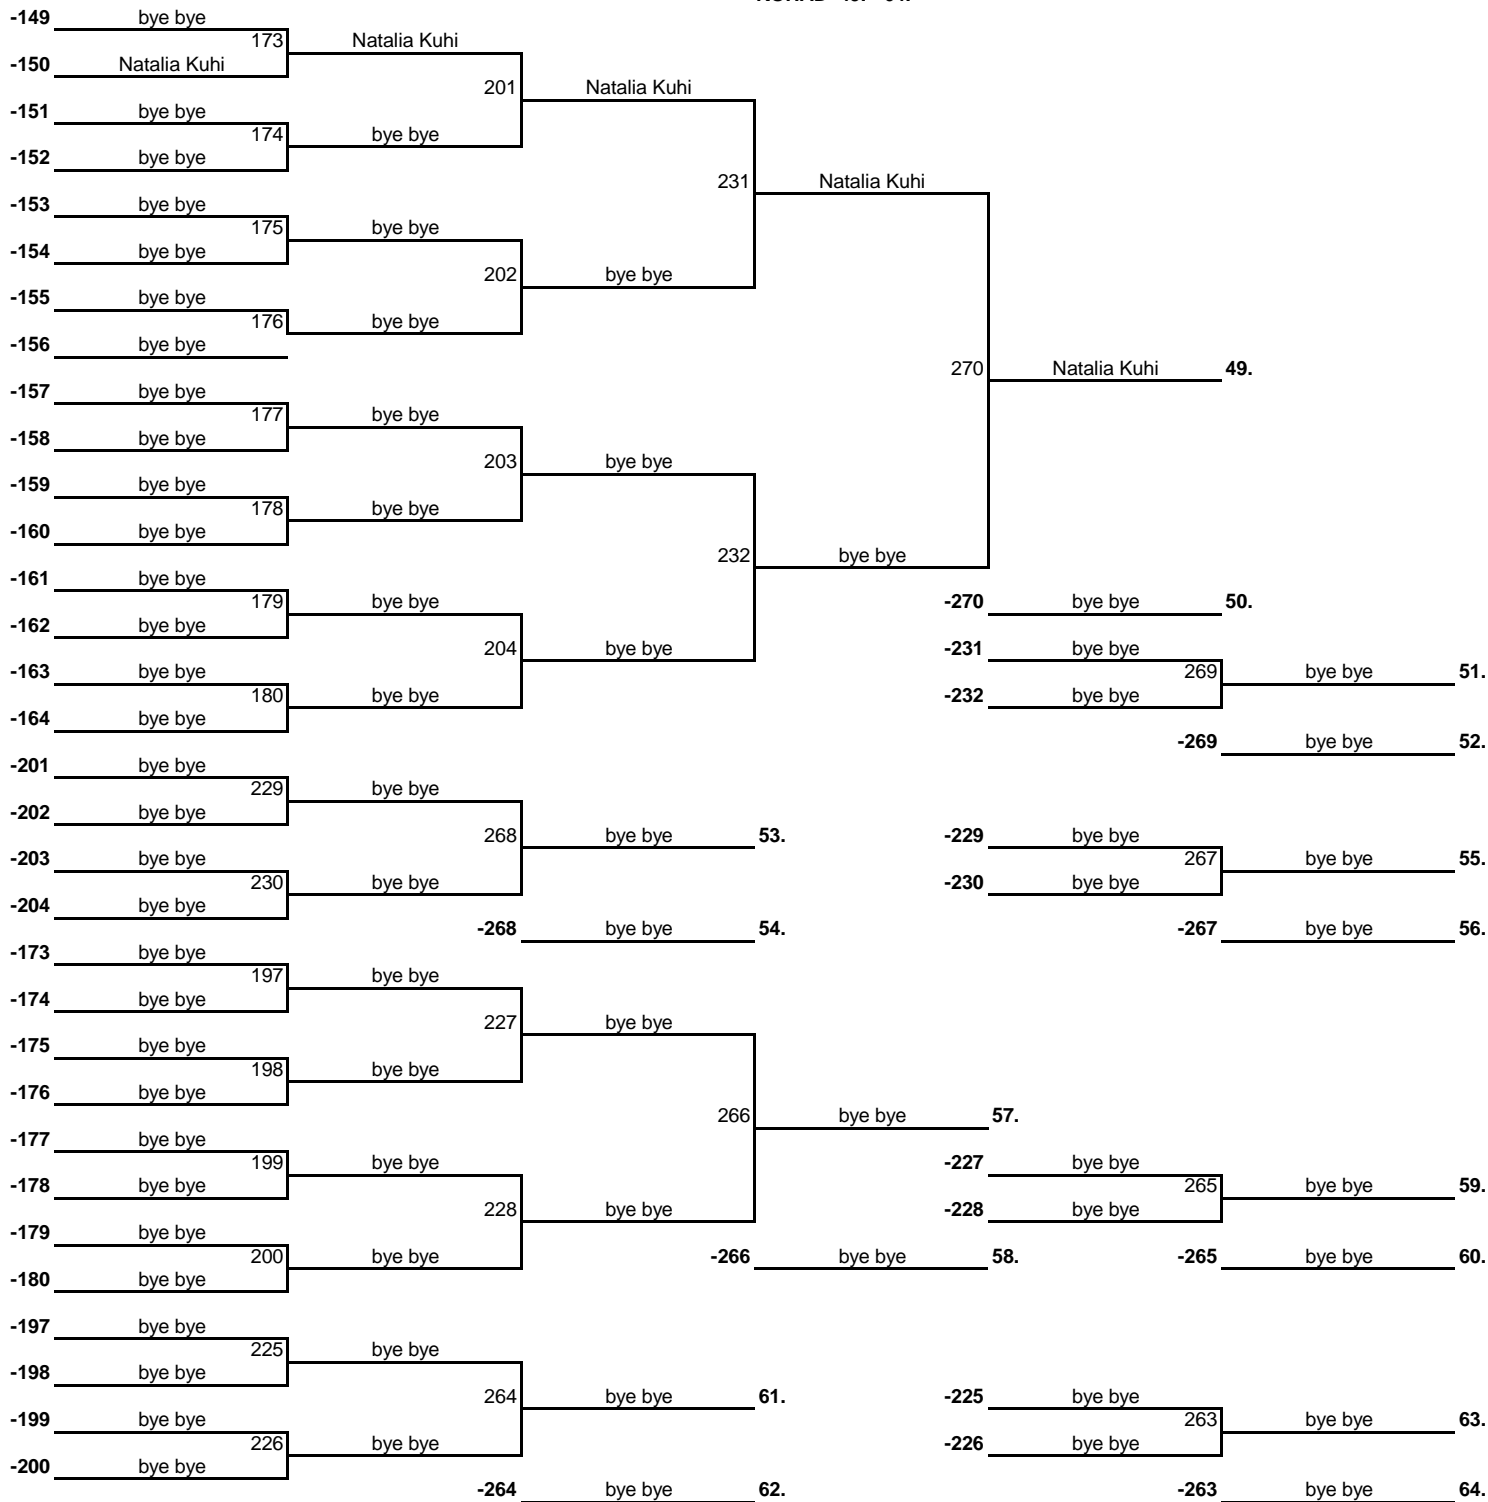 -149 bye bye
173 Natalia Kuhi
-150 Natalia Kuhi
201 Natalia Kuhi
-151 bye bye
174 bye bye
-152 bye bye
231 Natalia Kuhi
-153 bye bye
175 bye bye
-154 bye bye
202 bye bye
-155 bye bye
176 bye bye
-156 bye bye
270 Natalia Kuhi 49.
-157 bye bye
177 bye bye
-158 bye bye
203 bye bye
-159 bye bye
178 bye bye
-160 bye bye
232 bye bye
-161 bye bye
179 bye bye -270 bye bye 50.
-162 bye bye
204 bye bye -231 bye bye
-163 bye bye 269 bye bye 51.
180 bye bye -232 bye bye
-164 bye bye
-269 bye bye 52.
-201 bye bye
229 bye bye
-202 bye bye
268 bye bye 53. -229 bye bye
-203 bye bye 267 bye bye 55.
230 bye bye -230 bye bye
-204 bye bye
-268 bye bye 54. -267 bye bye 56.
-173 bye bye
197 bye bye
-174 bye bye
227 bye bye
-175 bye bye
198 bye bye
-176 bye bye
266 bye bye 57.
-177 bye bye
199 bye bye -227 bye bye
-178 bye bye 265 bye bye 59.
228 bye bye -228 bye bye
-179 bye bye
200 bye bye -266 bye bye 58. -265 bye bye 60.
-180 bye bye
-197 bye bye
225 bye bye
-198 bye bye
264 bye bye 61. -225 bye bye
-199 bye bye 263 bye bye 63.
226 bye bye -226 bye bye
-200 bye bye
-264 bye bye 62. -263 bye bye 64.